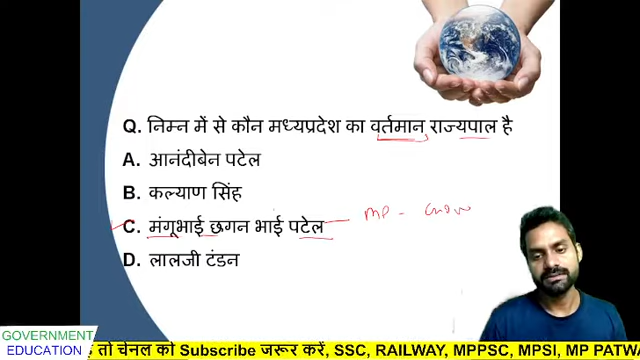 Q. निम्न में से कौन मध्यप्रदेश का वर्तमान राज्यपाल है
A. आनंदीबेन पटेल
B. कल्याण सिंह
C. मंगूभाई छगन भाई पटेल MP -
D. लालजी टंडन
GOVERNMENT
EDUCATION
तो चेनल को Subscribe जरूर करें, SSC, RAILWAY, MPPSC, MPSI, MP PATW